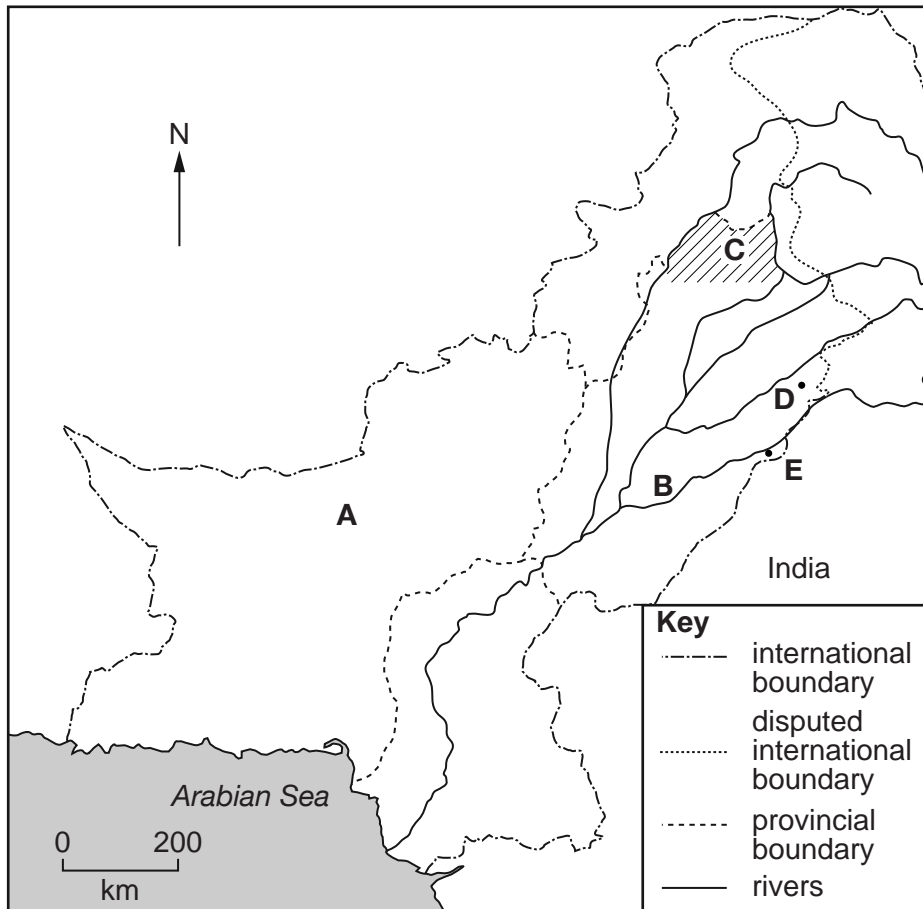 N
C
D
E
B
A
India
Key
international
boundary
disputed
international
boundary
provincial
boundary
rivers
Arabian Sea
0 200
km